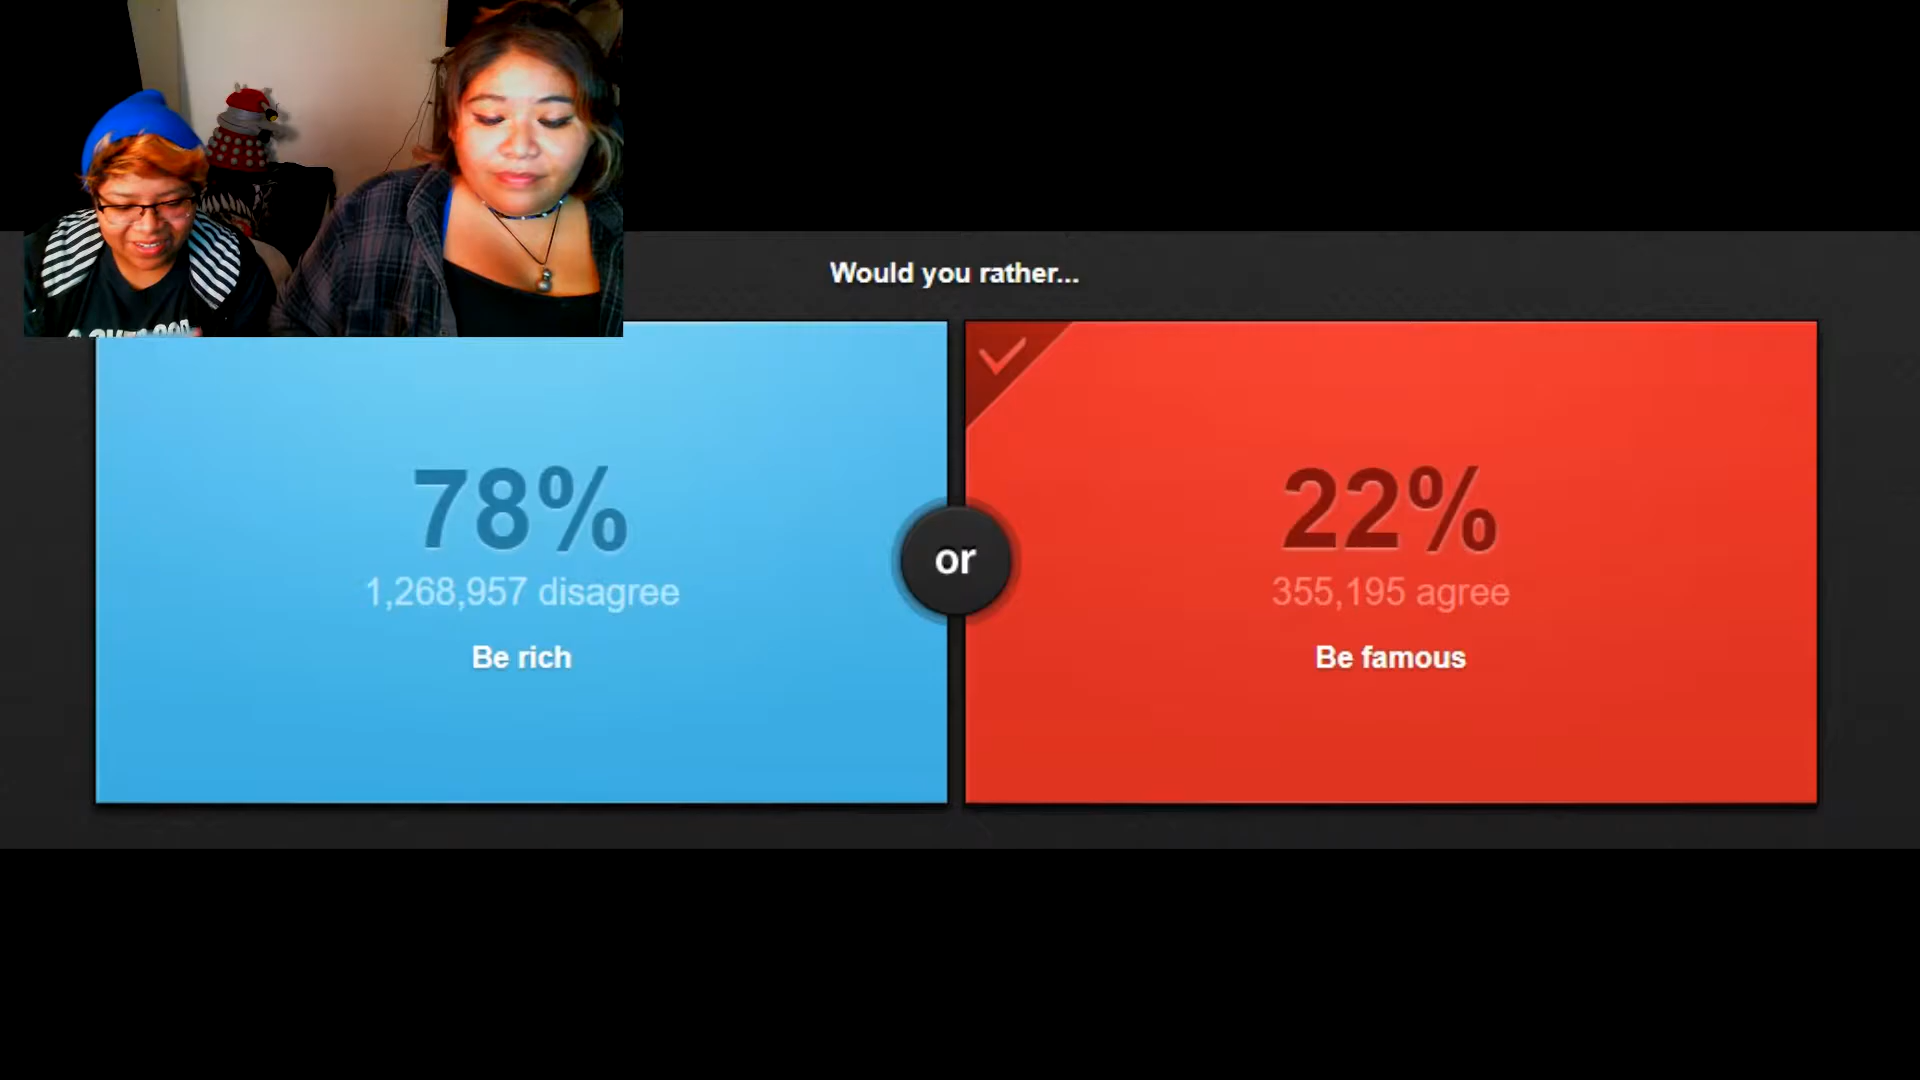 Would you rather...
78%
1,268,957 disagree
Be rich
or
22%
355,195 agree
Be famous